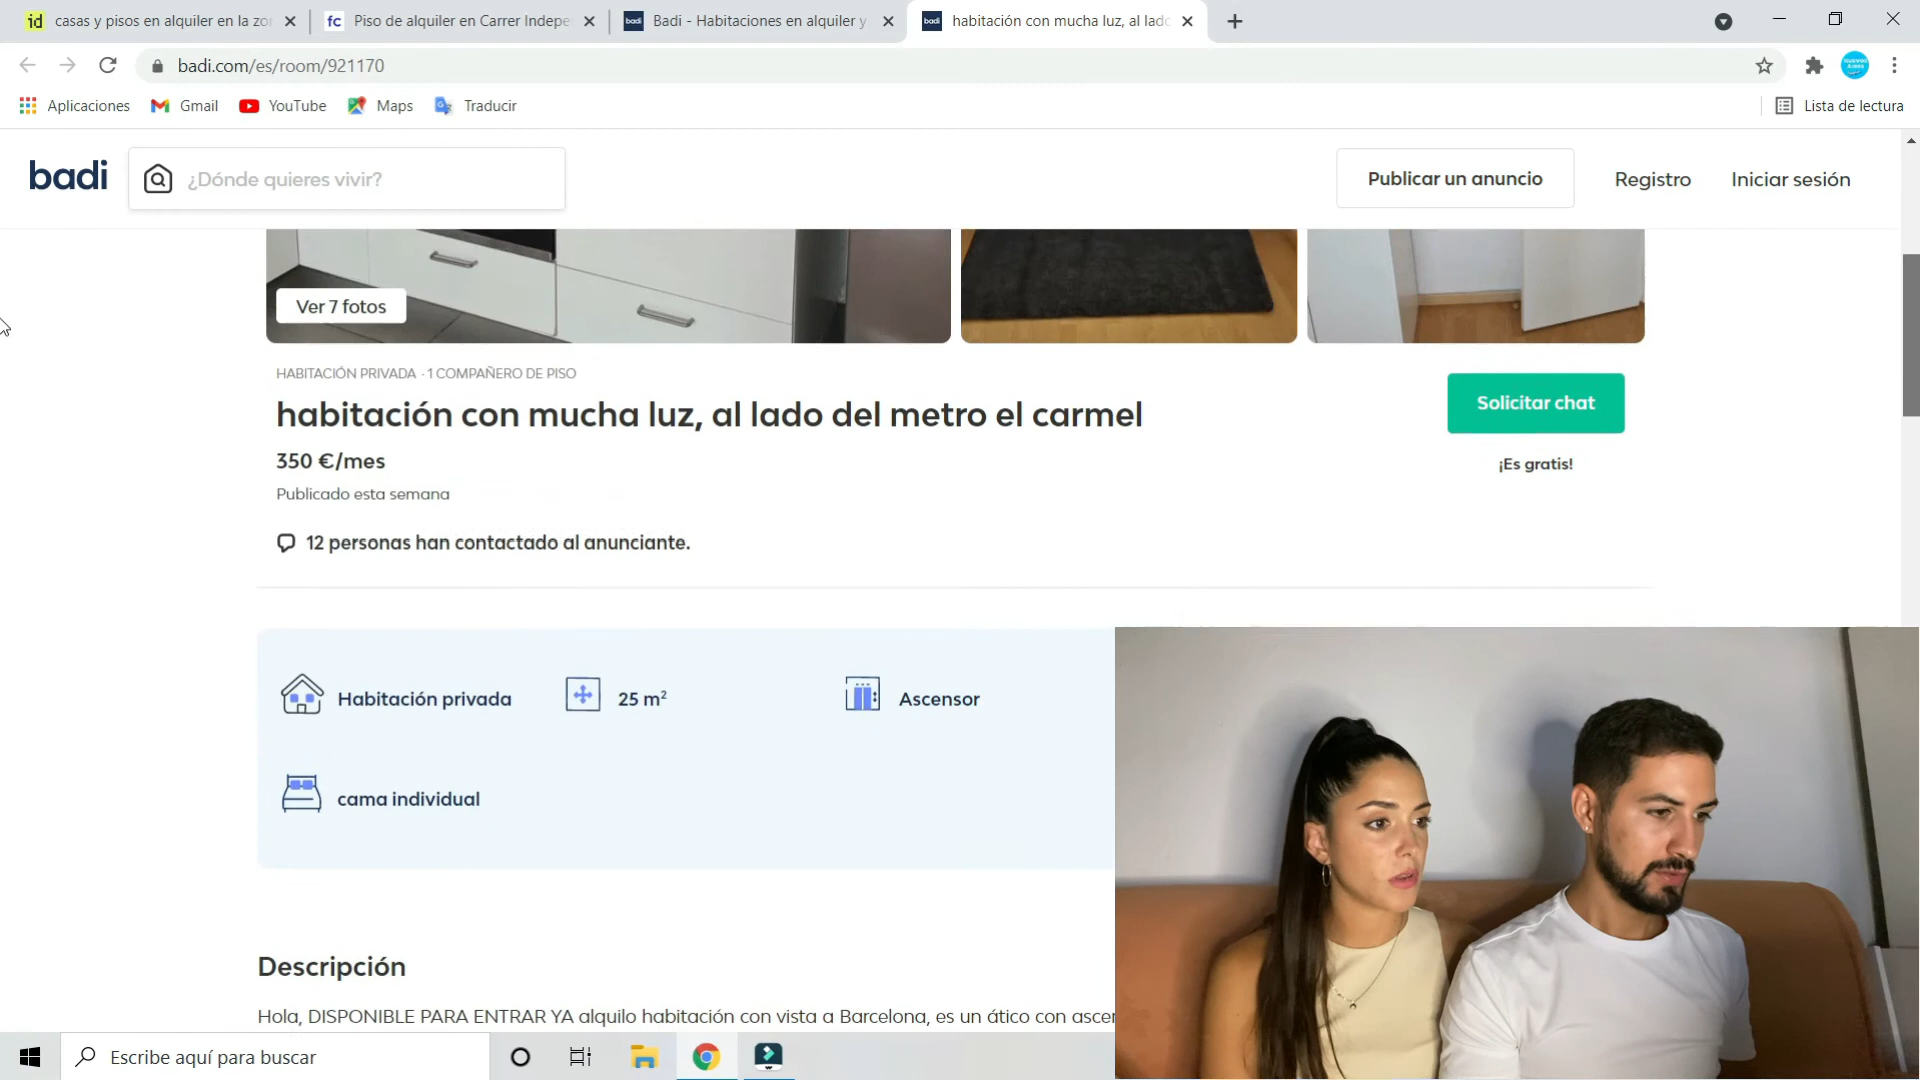 id casas y pisos en alquiler en la zo
fc Piso de alquiler en Carrer Indepe
badi Badi - Habitaciones en alquiler y
badi habitación con mucha luz, al lado
badi.com/es/room/921170
Aplicaciones
Gmail
YouTube
Maps
Traducir
Lista de lectura
badi
¿Dónde quieres vivir?
Publicar un anuncio
Registro
Iniciar sesión
Ver 7 fotos
HABITACIÓN PRIVADA · 1 COMPAÑERO DE PISO
habitación con mucha luz, al lado del metro el carmel
350 €/mes
Publicado esta semana
12 personas han contactado al anunciante.
Solicitar chat
¡Es gratis!
Habitación privada
25 m²
Ascensor
cama individual
Descripción
Hola, DISPONIBLE PARA ENTRAR YA alquilo habitación con vista a Barcelona, es un ático con ascen
Escribe aquí para buscar